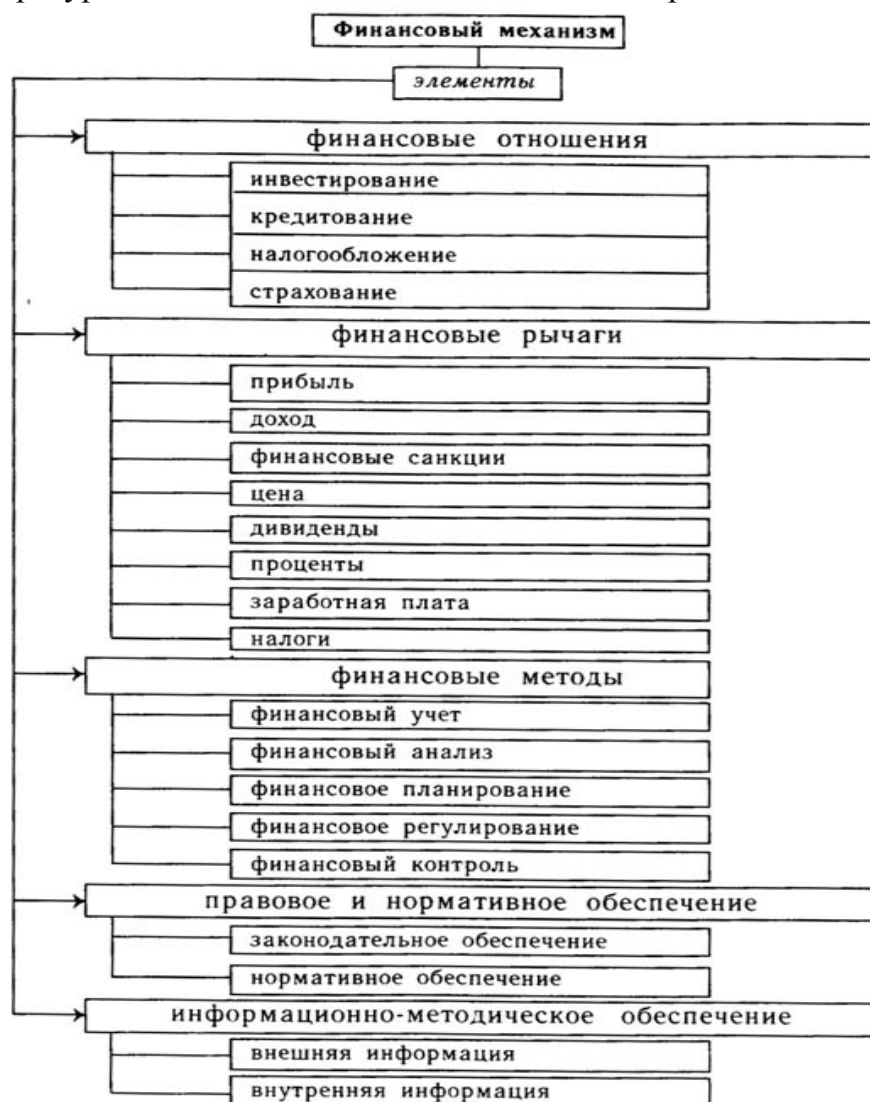 Финансовый механизм
элементы
финансовые отношения
инвестирование
кредитование
налогообложение
страхование
финансовые рычаги
прибыль
доход
финансовые санкции
цена
дивиденды
проценты
заработная плата
налоги
финансовые методы
финансовый учет
финансовый анализ
финансовое планирование
финансовое регулирование
финансовый контроль
правовое и нормативное обеспечение
законодательное обеспечение
нормативное обеспечение
информационно-методическое обеспечение
внешняя информация
внутренняя информация